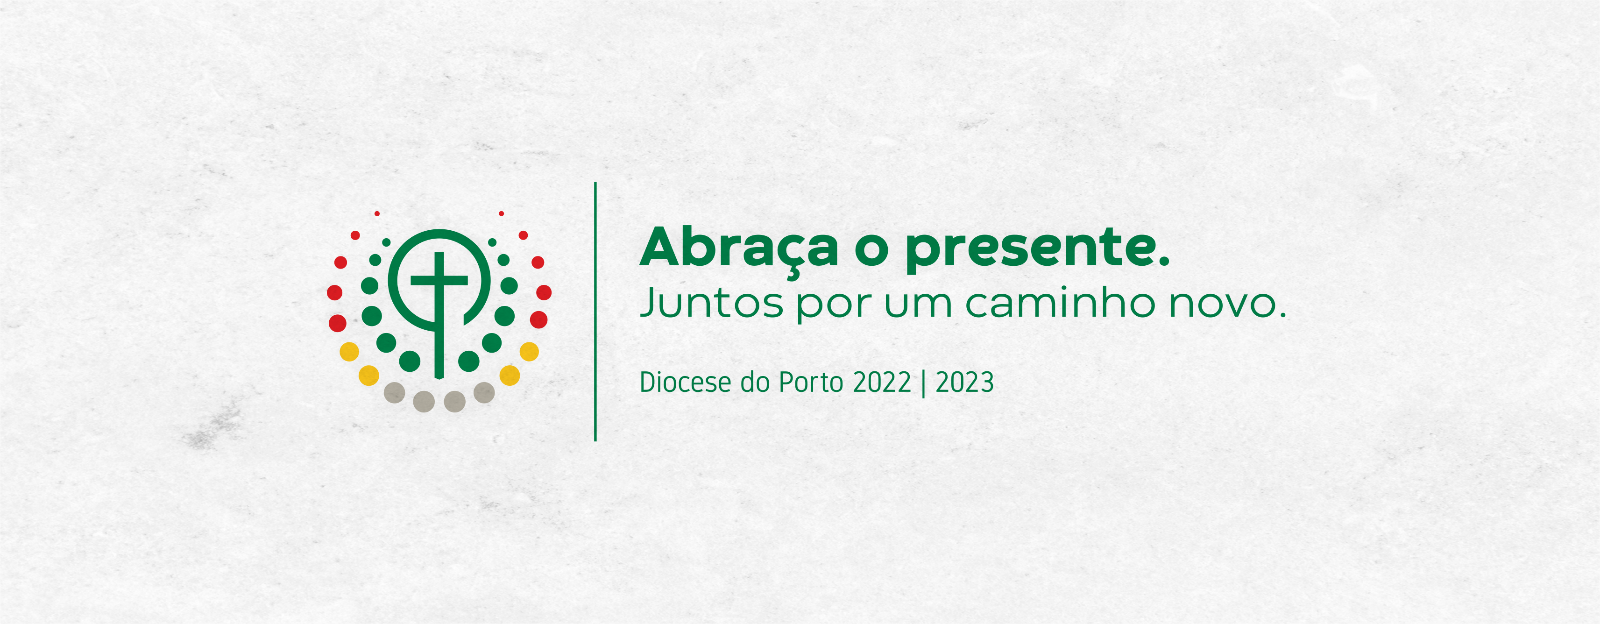 Abraça o presente.
Juntos por um caminho novo.
Diocese do Porto 2022 | 2023